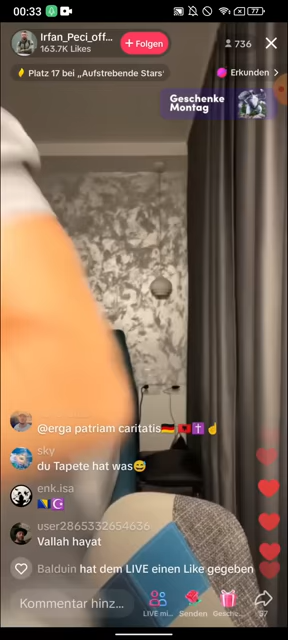 00:33
77
Irfan_Peci_off...
163.7K Likes
+ Folgen
736
Platz 17 bei „Aufstrebende Stars“
Erkunden >
Geschenke
Montag
@erga patriam caritatis🇩🇪🇦🇱✝️☝️
sky
du Tapete hat was😅
enk.isa
🇧🇦☪️
user2865332654636
Vallah hayat
Balduin hat dem LIVE einen Like gegeben
Kommentar hinz...
LIVE mi...
Senden
Gesche...
97